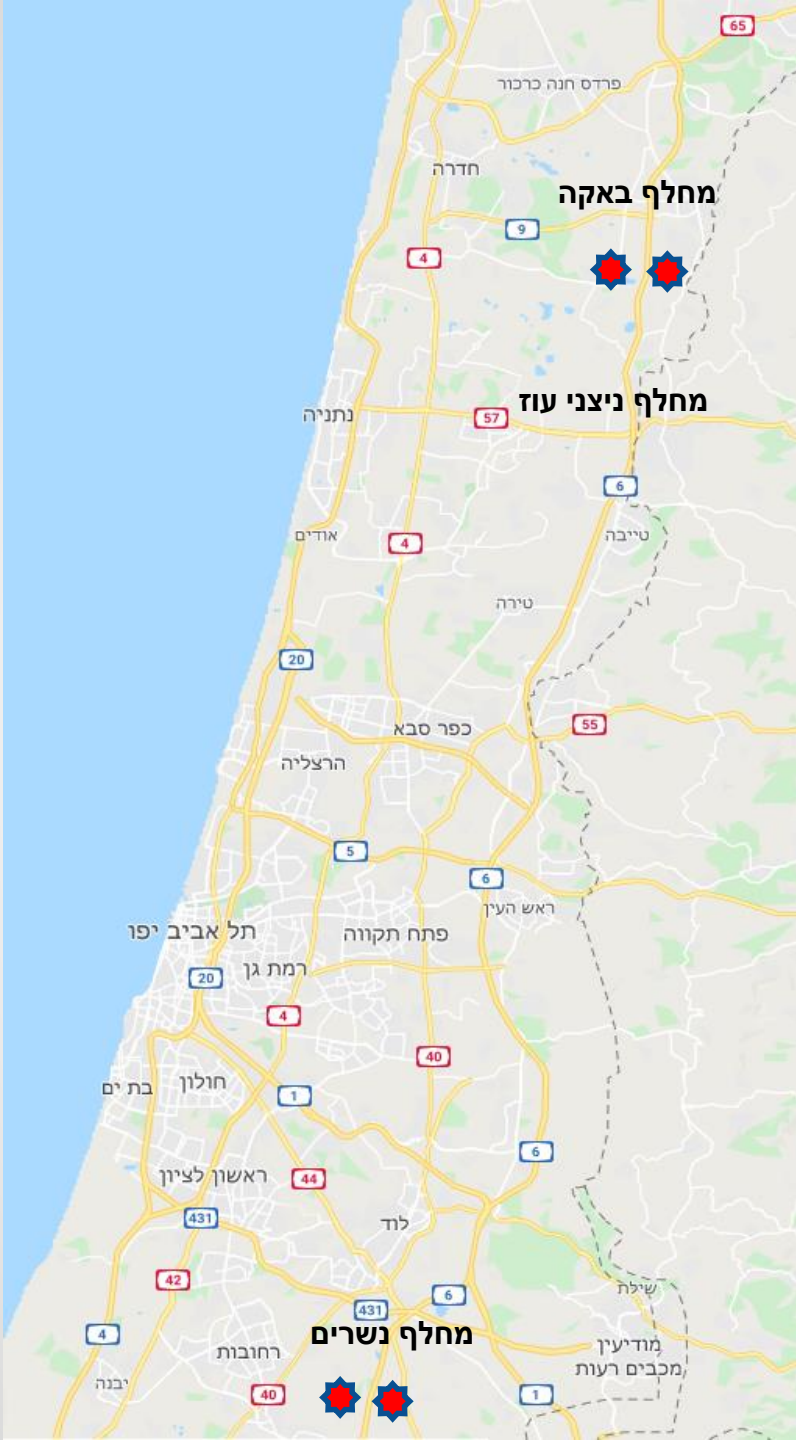 65
פרדס חנה כרכור
חדרה
מחלף באקה
9
4
מחלף ניצני עוז
נתניה
57
6
אודים
4
טייבה
טירה
20
כפר סבא
55
הרצליה
5
6
ראש העין
תל אביב יפו
פתח תקווה
רמת גן
20
4
40
חולון
בת ים
1
6
ראשון לציון
44
431
לוד
42
שילת
6
431
4
מחלף נשרים
רחובות
מודיעין
מכבים רעות
יבנה
40
1